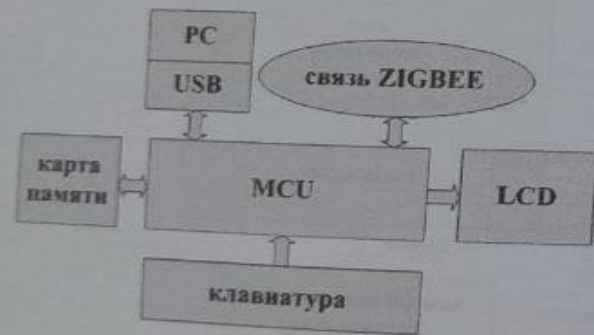 PC
USB
связь ZIGBEE
карта
памяти
MCU
LCD
клавиатура